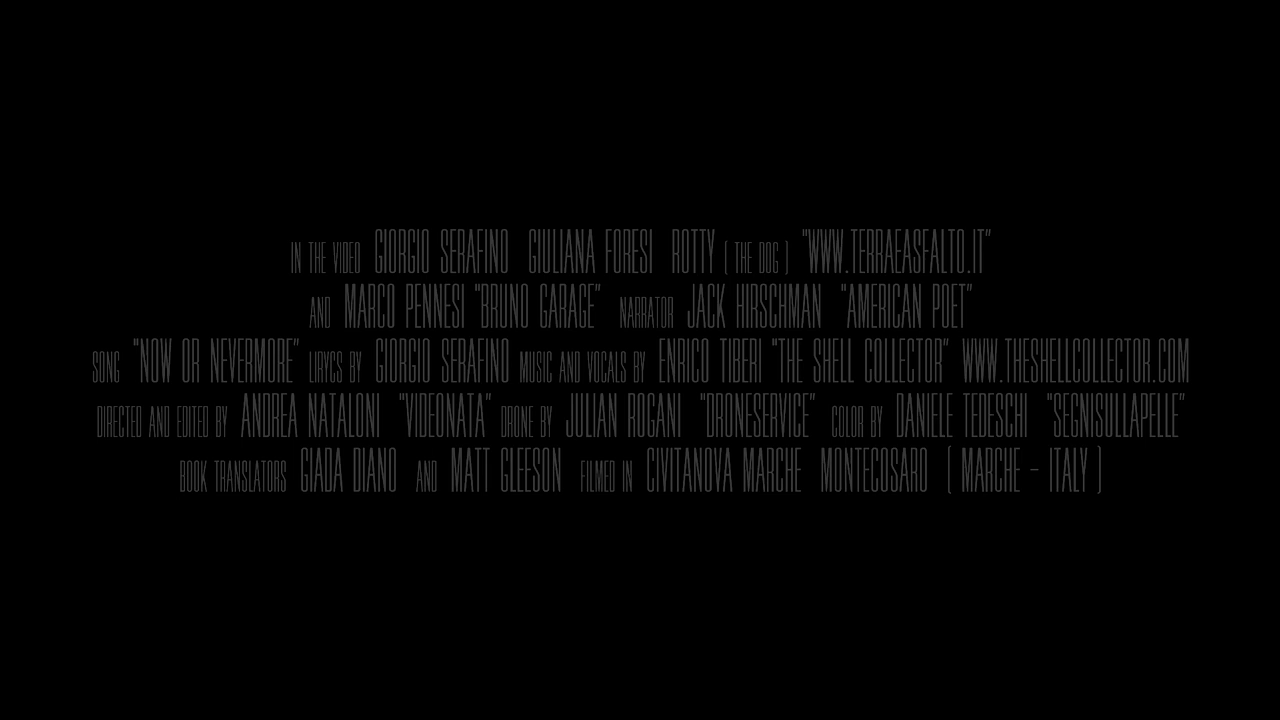 IN THE VIDEO GIORGIO SERAFINO GIULIANA FORESI ROTTY ( THE DOG ) "WWW.TERRAEASFALTO.IT"
AND MARCO PENNESI "BRUNO GARAGE" NARRATOR JACK HIRSCHMAN "AMERICAN POET"
SONG "NOW OR NEVERMORE" LIRYCS BY GIORGIO SERAFINO MUSIC AND VOCALS BY ENRICO TIBERI "THE SHELL COLLECTOR" WWW.THESHELLCOLLECTOR.COM
DIRECTED AND EDITED BY ANDREA NATALONI "VIDEONATA" DRONE BY JULIAN ROGANI "DRONESERVICE" COLOR BY DANIELE TEDESCHI "SEGNISULLAPELLE"
BOOK TRANSLATORS GIADA DIANO AND MATT GLEESON FILMED IN CIVITANOVA MARCHE MONTECOSARO ( MARCHE - ITALY )